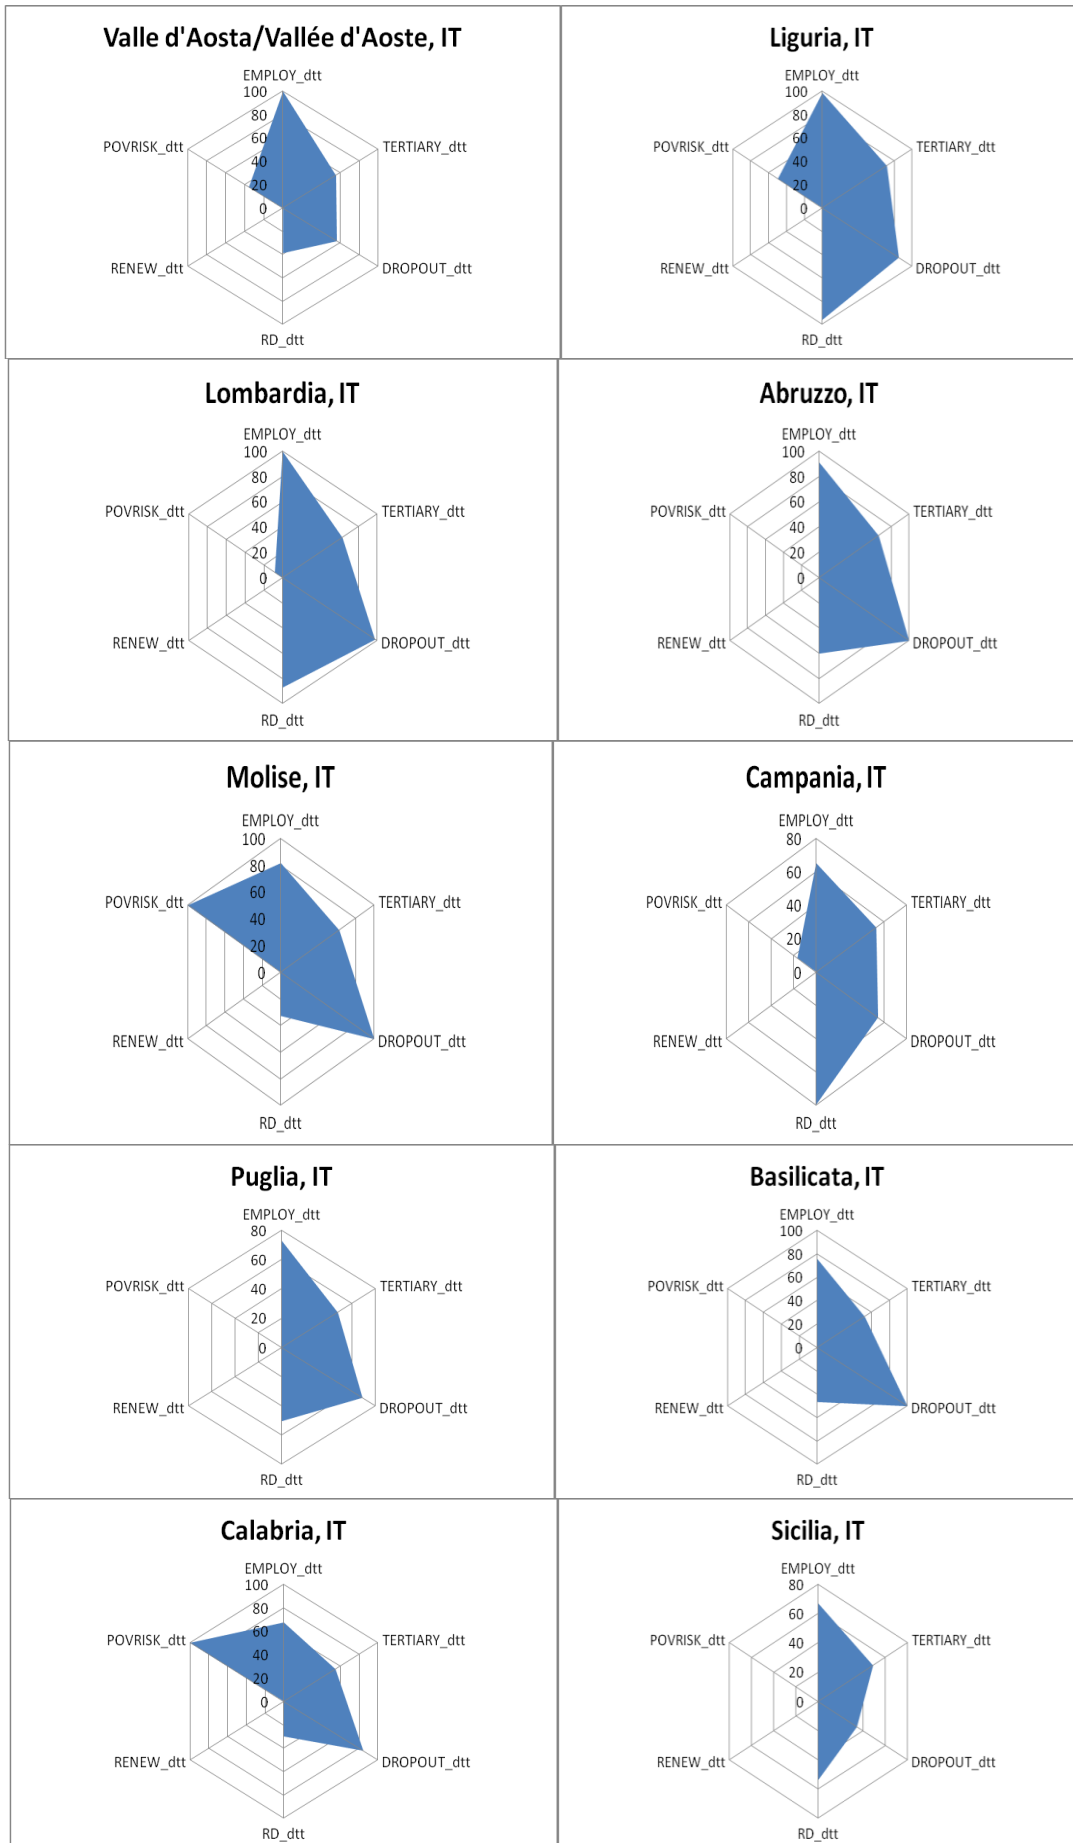 Valle d'Aosta/Vallée d'Aoste, IT
EMPLOY_dtt
100
80
60
40
20
0
POVRISK_dtt
TERTIARY_dtt
RENEW_dtt
DROPOUT_dtt
RD_dtt
Liguria, IT
EMPLOY_dtt
100
80
60
40
20
0
POVRISK_dtt
TERTIARY_dtt
RENEW_dtt
DROPOUT_dtt
RD_dtt
Lombardia, IT
EMPLOY_dtt
100
80
60
40
20
0
POVRISK_dtt
TERTIARY_dtt
RENEW_dtt
DROPOUT_dtt
RD_dtt
Abruzzo, IT
EMPLOY_dtt
100
80
60
40
20
0
POVRISK_dtt
TERTIARY_dtt
RENEW_dtt
DROPOUT_dtt
RD_dtt
Molise, IT
EMPLOY_dtt
100
80
60
40
20
0
POVRISK_dtt
TERTIARY_dtt
RENEW_dtt
DROPOUT_dtt
RD_dtt
Campania, IT
EMPLOY_dtt
80
60
40
20
0
POVRISK_dtt
TERTIARY_dtt
RENEW_dtt
DROPOUT_dtt
RD_dtt
Puglia, IT
EMPLOY_dtt
80
60
40
20
0
POVRISK_dtt
TERTIARY_dtt
RENEW_dtt
DROPOUT_dtt
RD_dtt
Basilicata, IT
EMPLOY_dtt
100
80
60
40
20
0
POVRISK_dtt
TERTIARY_dtt
RENEW_dtt
DROPOUT_dtt
RD_dtt
Calabria, IT
EMPLOY_dtt
100
80
60
40
20
0
POVRISK_dtt
TERTIARY_dtt
RENEW_dtt
DROPOUT_dtt
RD_dtt
Sicilia, IT
EMPLOY_dtt
80
60
40
20
0
POVRISK_dtt
TERTIARY_dtt
RENEW_dtt
DROPOUT_dtt
RD_dtt